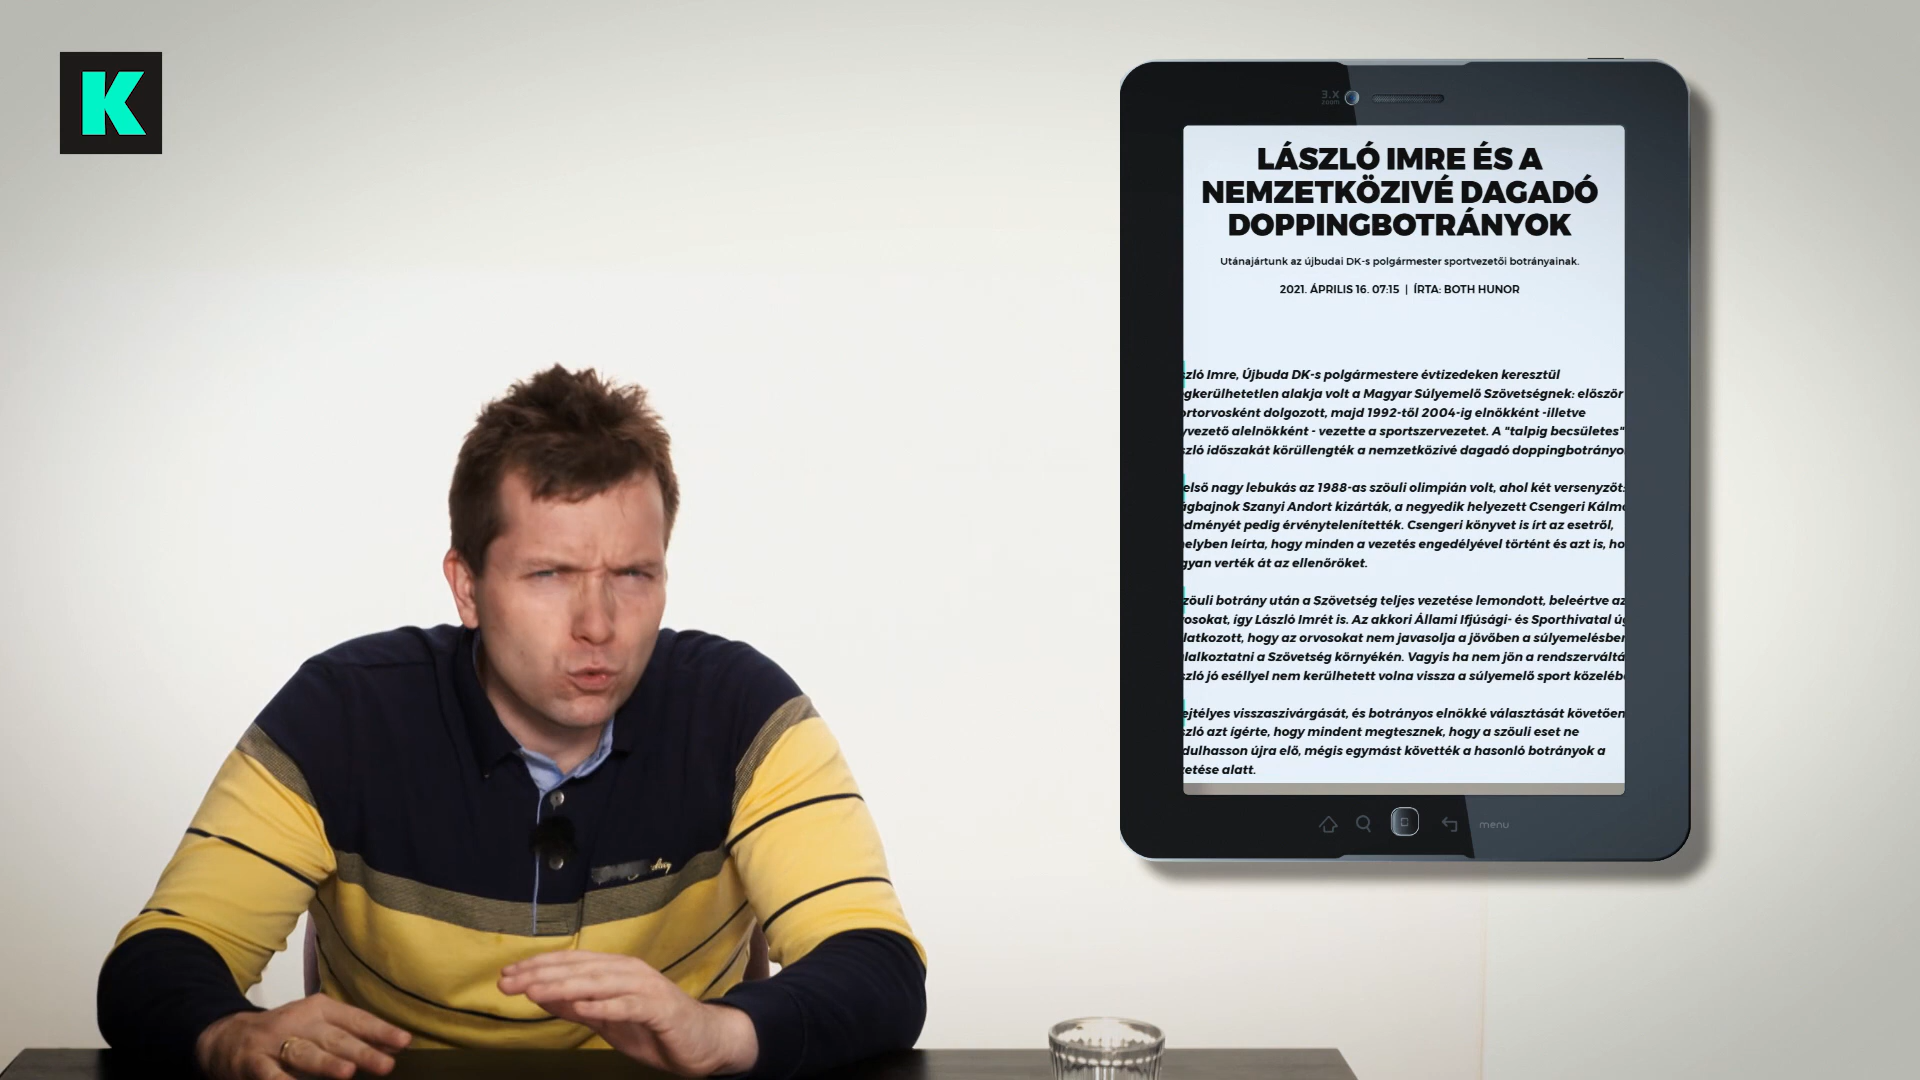 K
3.X
zoom
LÁSZLÓ IMRE ÉS A
NEMZETKÖZIVÉ DAGADÓ
DOPPINGBOTRÁNYOK
Utánajártunk az újbudai DK-s polgármester sportvezetői botrányainak.
2021. ÁPRILIS 16. 07:15 | ÍRTA: BOTH HUNOR
szló Imre, Újbuda DK-s polgármestere évtizedeken keresztül
gkerülhetetlen alakja volt a Magyar Súlyemelő Szövetségnek: először
ortorvosként dolgozott, majd 1992-től 2004-ig elnökként -illetve
yvezető alelnökként - vezette a sportszervezetet. A "talpig becsületes"
szló időszakát körüllengték a nemzetközivé dagadó doppingbotrányo
első nagy lebukás az 1988-as szöuli olimpián volt, ahol két versenyzőt:
ágbajnok Szanyi Andort kizárták, a negyedik helyezett Csengeri Kálmá
dményét pedig érvénytelenítették. Csengeri könyvet is írt az esetről,
elyben leírta, hogy minden a vezetés engedélyével történt és azt is, ho
gyan verték át az ellenőröket.
szöuli botrány után a Szövetség teljes vezetése lemondott, beleértve az
vosokat, így László Imrét is. Az akkori Állami Ifjúsági- és Sporthivatal úg
latkozott, hogy az orvosokat nem javasolja a jövőben a súlyemelésben
lalkoztatni a Szövetség környékén. Vagyis ha nem jön a rendszerváltá
szló jó eséllyel nem kerülhetett volna vissza a súlyemelő sport közelébe
ejtélyes visszaszivárgását, és botrányos elnökké választását követően
szló azt ígérte, hogy mindent megtesznek, hogy a szöuli eset ne
dulhasson újra elő, mégis egymást követték a hasonló botrányok a
zetése alatt.
menu